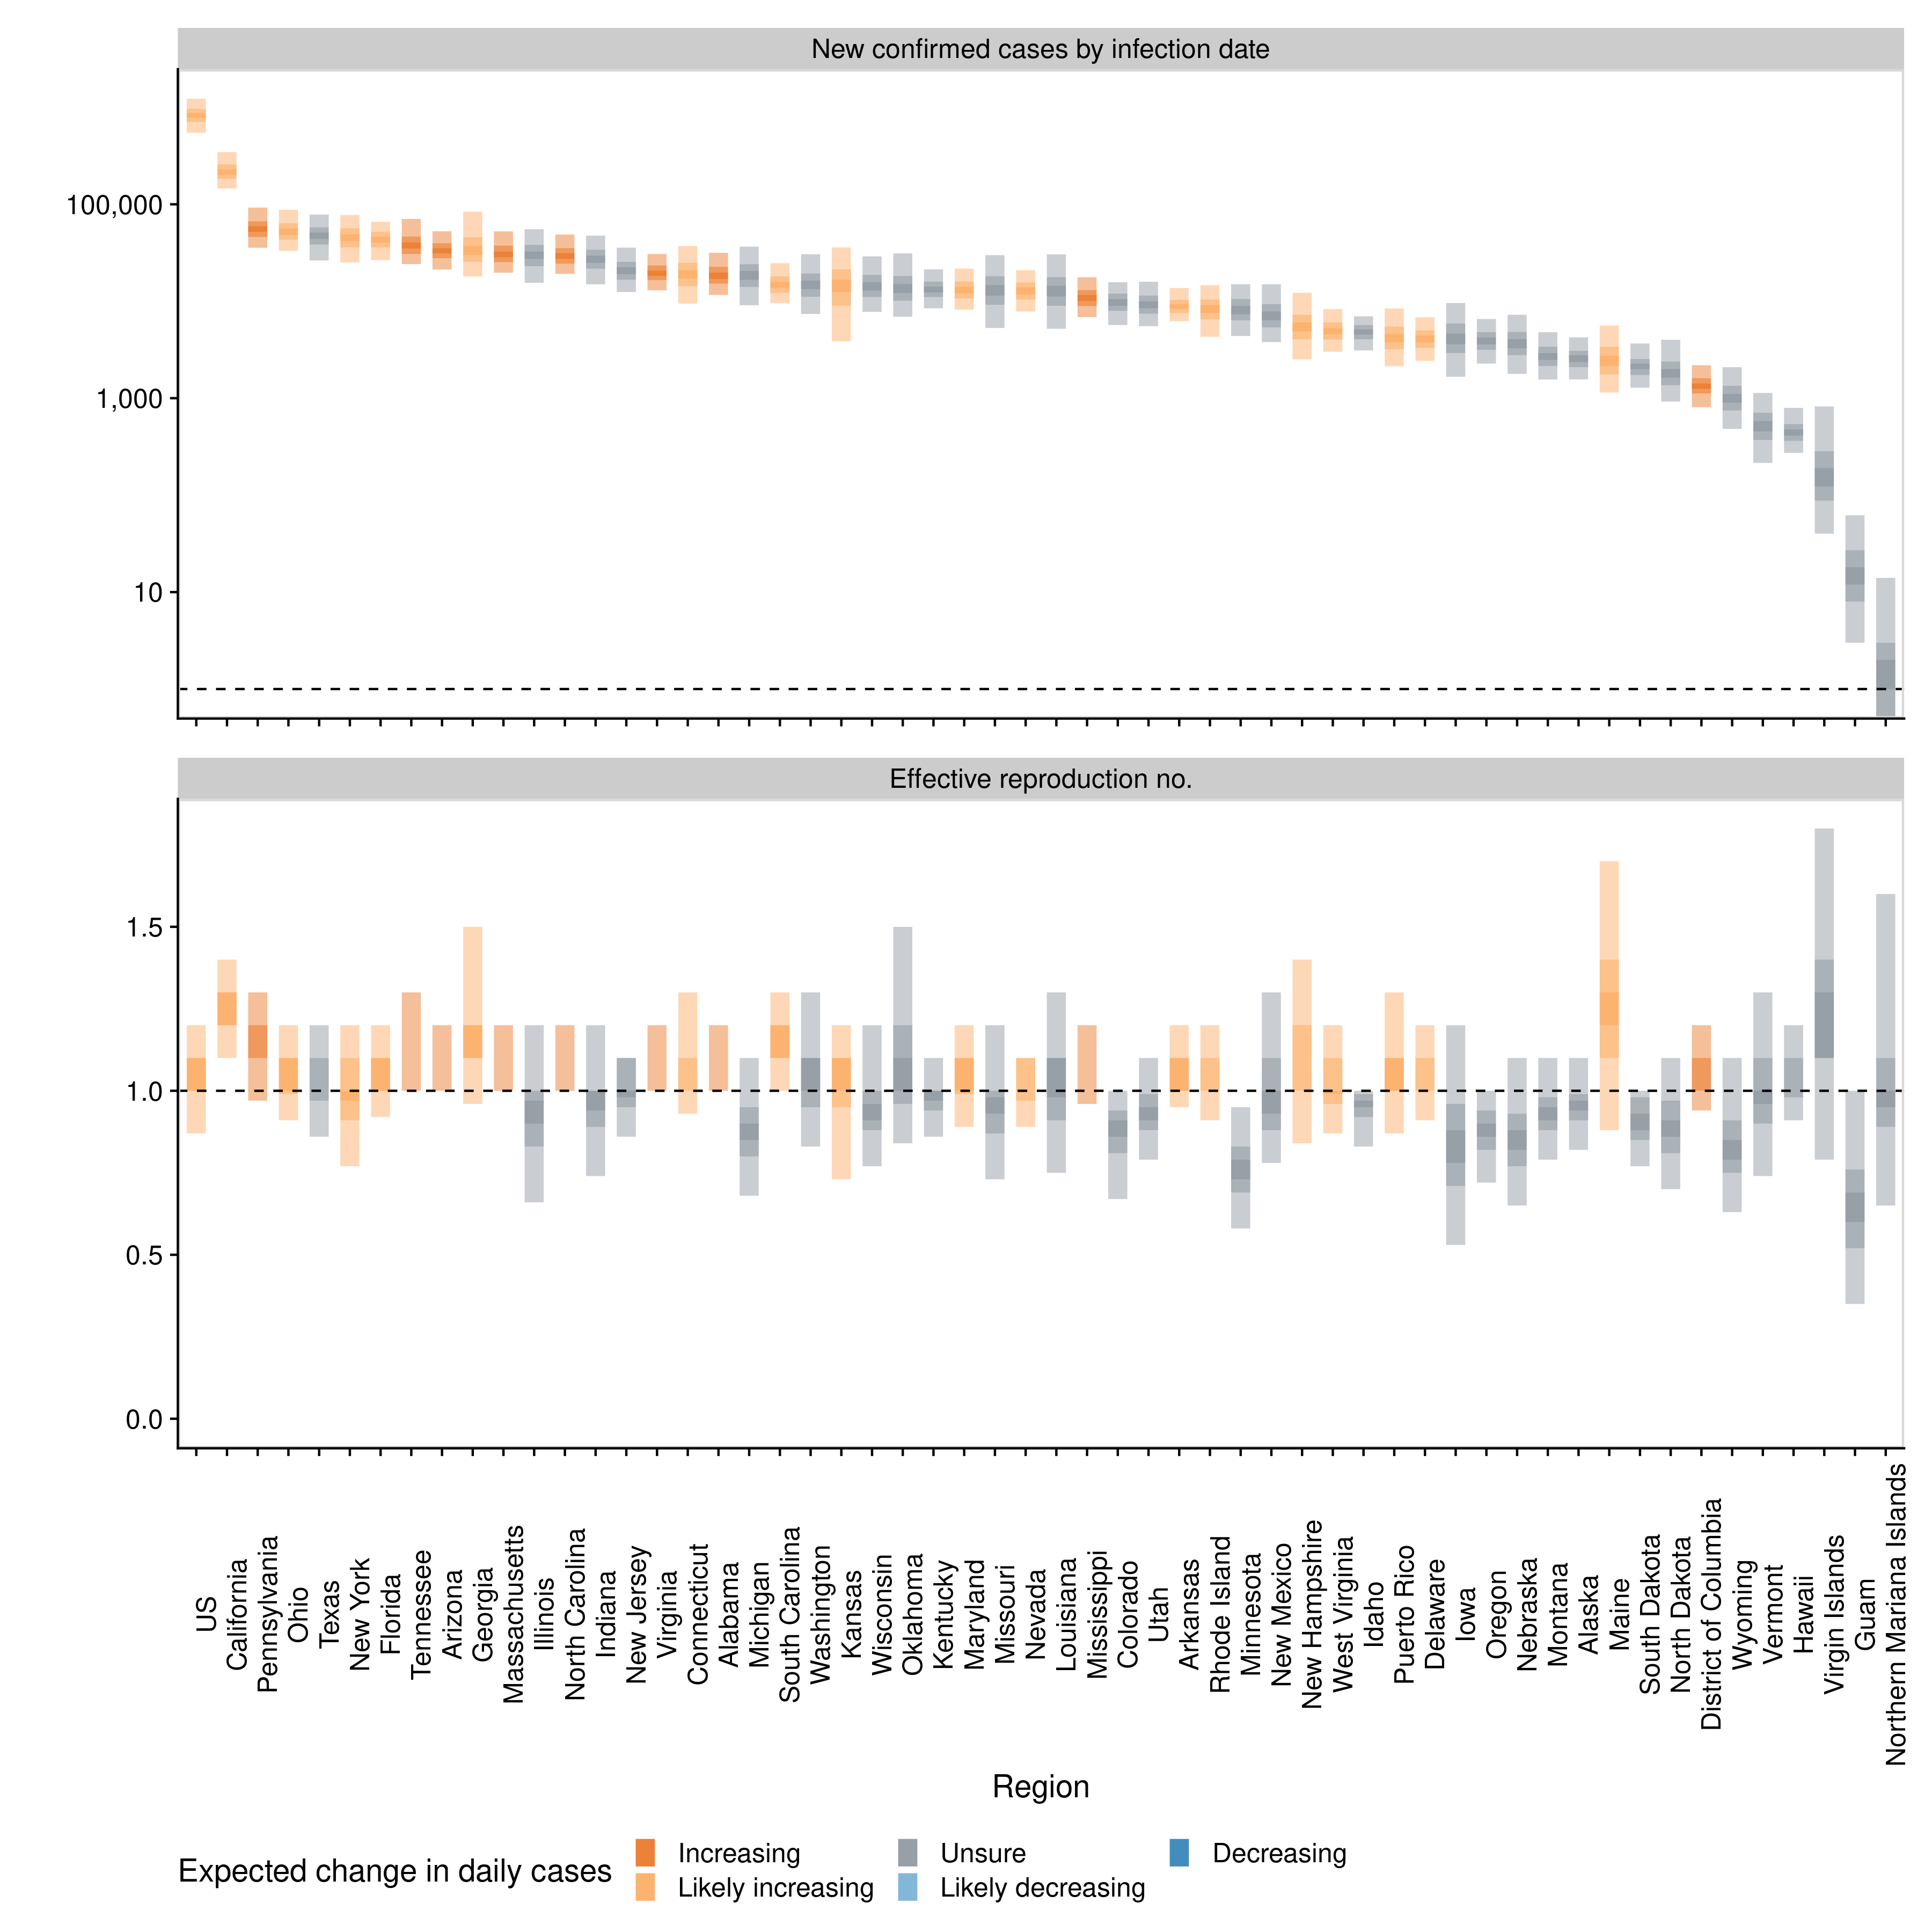 New confirmed cases by infection date
100,000
1,000
10
Effective reproduction no.
1.5
1.0
0.5
0.0
US
California
Pennsylvania
Ohio
Texas
New York
Florida
Tennessee
Arizona
Georgia
Massachusetts
Illinois
North Carolina
Indiana
New Jersey
Virginia
Connecticut
Alabama
Michigan
South Carolina
Washington
Kansas
Wisconsin
Oklahoma
Kentucky
Maryland
Missouri
Nevada
Louisiana
Mississippi
Colorado
Utah
Arkansas
Rhode Island
Minnesota
New Mexico
New Hampshire
West Virginia
Idaho
Puerto Rico
Delaware
Iowa
Oregon
Nebraska
Montana
Alaska
Maine
South Dakota
North Dakota
District of Columbia
Wyoming
Vermont
Hawaii
Virgin Islands
Guam
Northern Mariana Islands
Region
Expected change in daily cases
Increasing
Unsure
Decreasing
Likely increasing
Likely decreasing